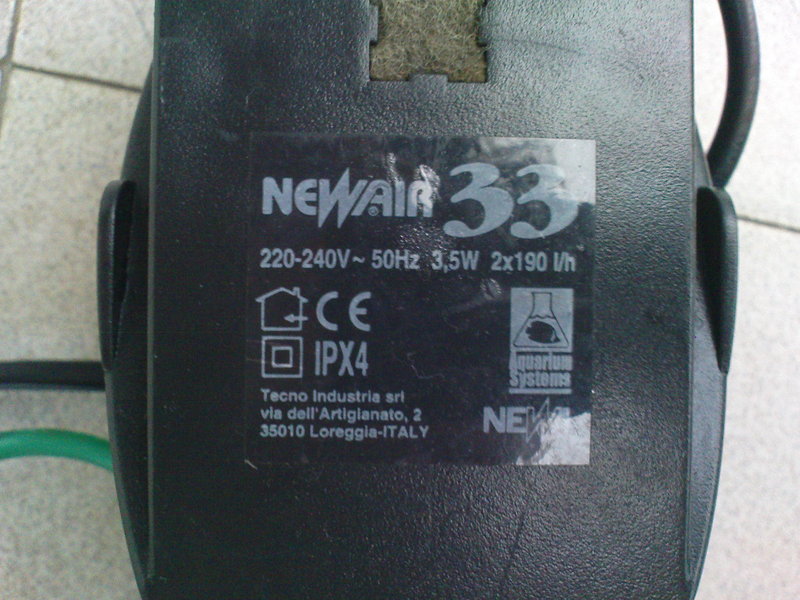 NEWAIR® 33
220-240V~ 50Hz 3,5W 2x190 l/h
CE
IPX4
aquarium
systems
Tecno Industria srl
via dell'Artigianato, 2
35010 Loreggia-ITALY